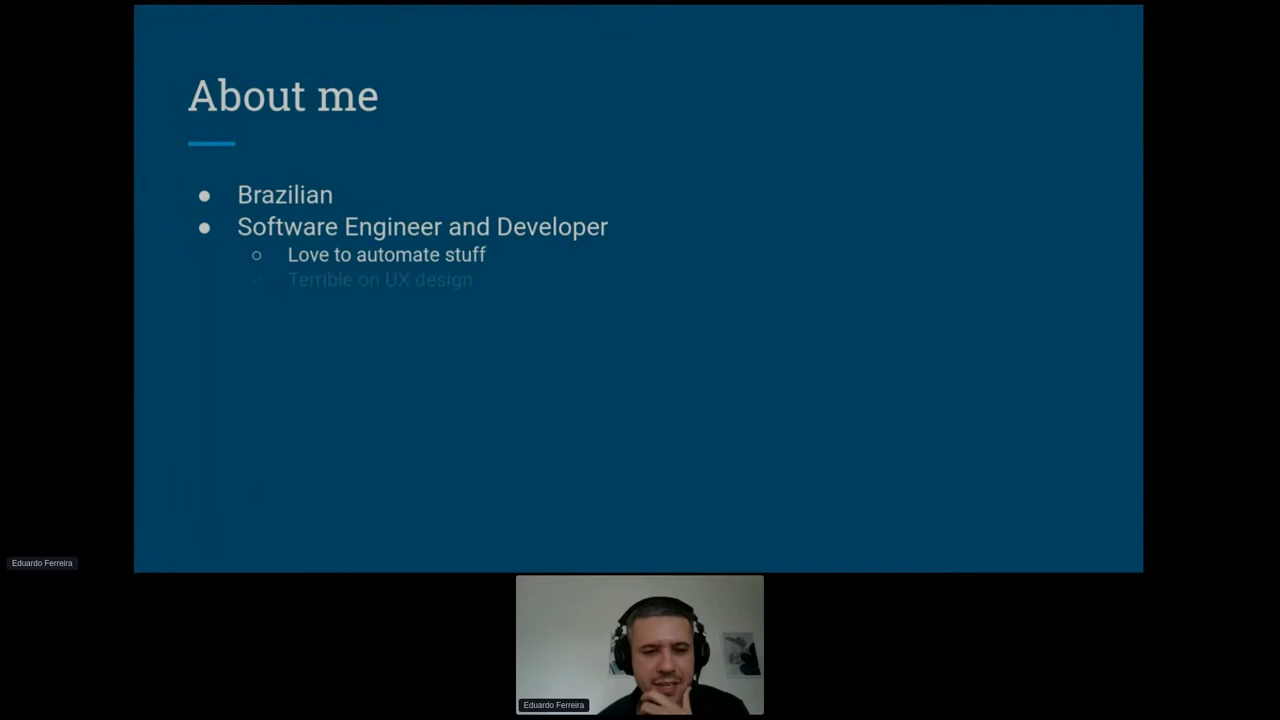 About me
● Brazilian
● Software Engineer and Developer
○ Love to automate stuff
○ Terrible on UX design
Eduardo Ferreira
Eduardo Ferreira